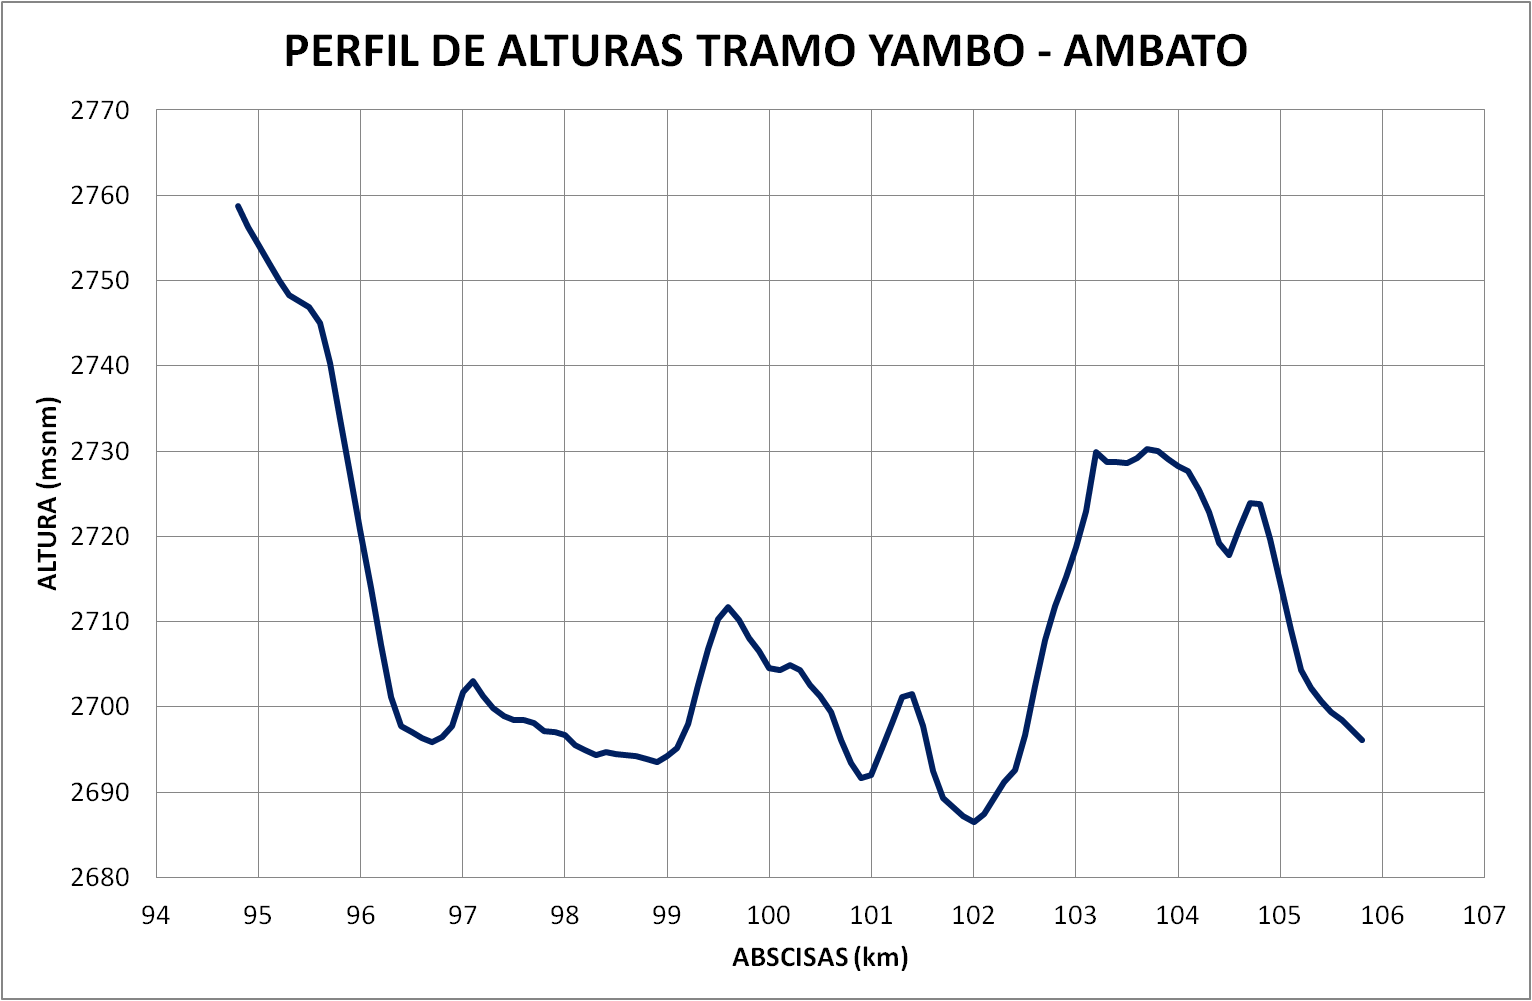 PERFIL DE ALTURAS TRAMO YAMBO - AMBATO
2770
2760
2750
2740
2730
2720
2710
2700
2690
2680
ALTURA (msnm)
94 95 96 97 98 99 100 101 102 103 104 105 106 107
ABSCISAS (km)